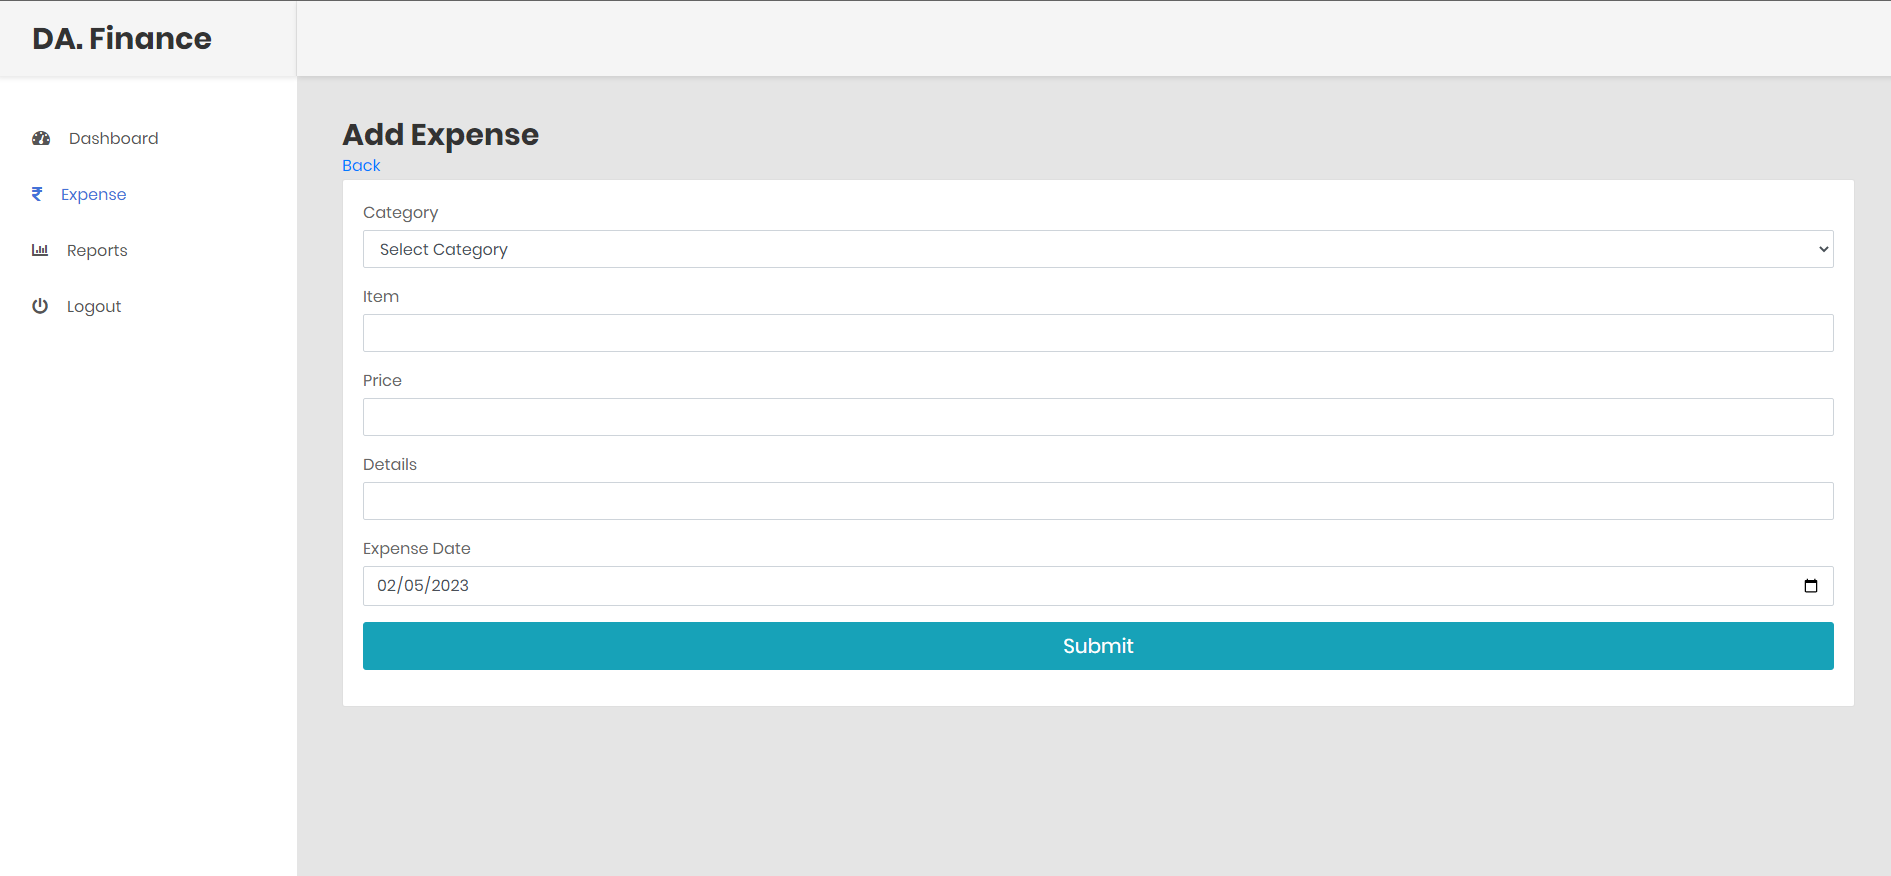 DA. Finance
Dashboard
₹ Expense
Reports
Logout
Add Expense
Back
Category
Select Category
Item
Price
Details
Expense Date
02/05/2023
Submit